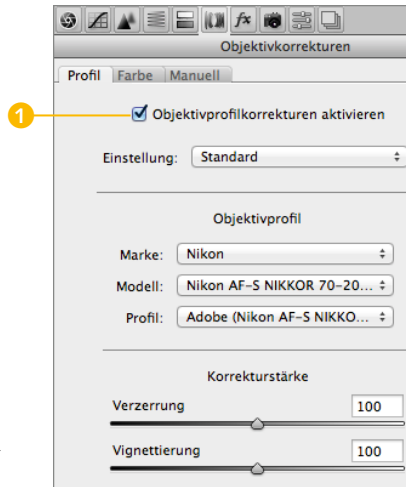 fx
Objektivkorrekturen
Profil Farbe Manuell
1 Objektivprofilkorrekturen aktivieren
Einstellung: Standard
Objektivprofil
Marke: Nikon
Modell: Nikon AF-S NIKKOR 70-20...
Profil: Adobe (Nikon AF-S NIKKO...
Korrekturstärke
Verzerrung 100
Vignettierung 100